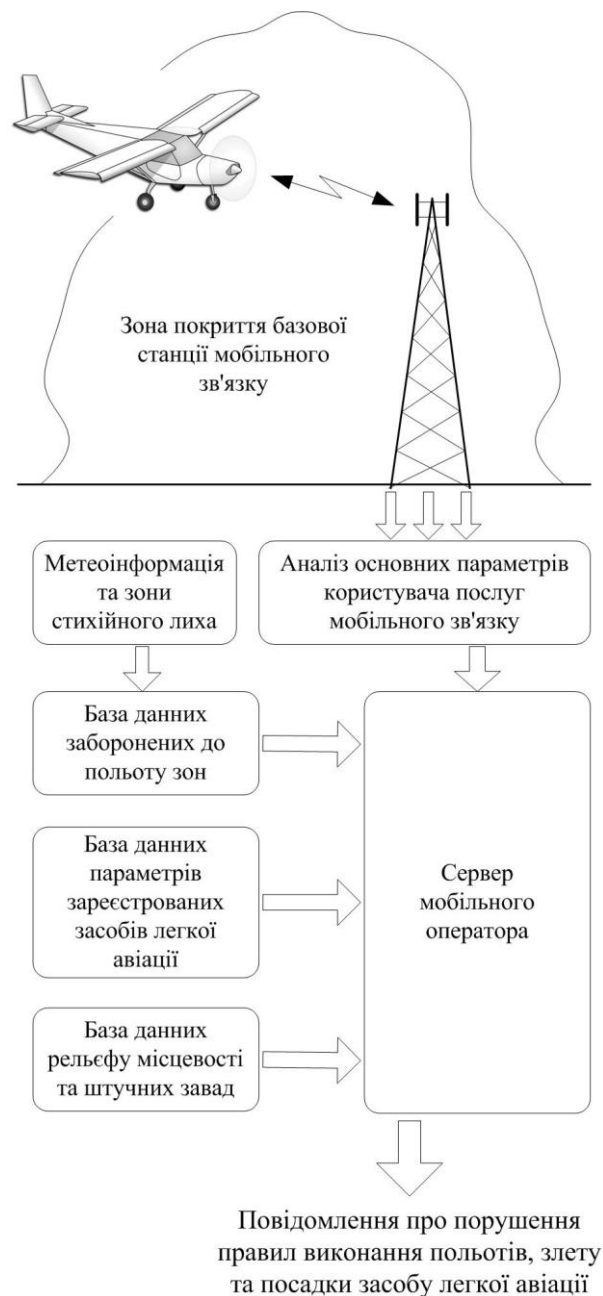 Зона покриття базової
станції мобільного
зв'язку
Метеоінформація
та зони
стихійного лиха
Аналіз основних параметрів
користувача послуг
мобільного зв'язку
База данних
заборонених до
польоту зон
База данних
параметрів
зареєстрованих
засобів легкої
авіації
База данних
рельєфу місцевості
та штучних завад
Сервер
мобільного
оператора
Повідомлення про порушення
правил виконання польотів, злету
та посадки засобу легкої авіації